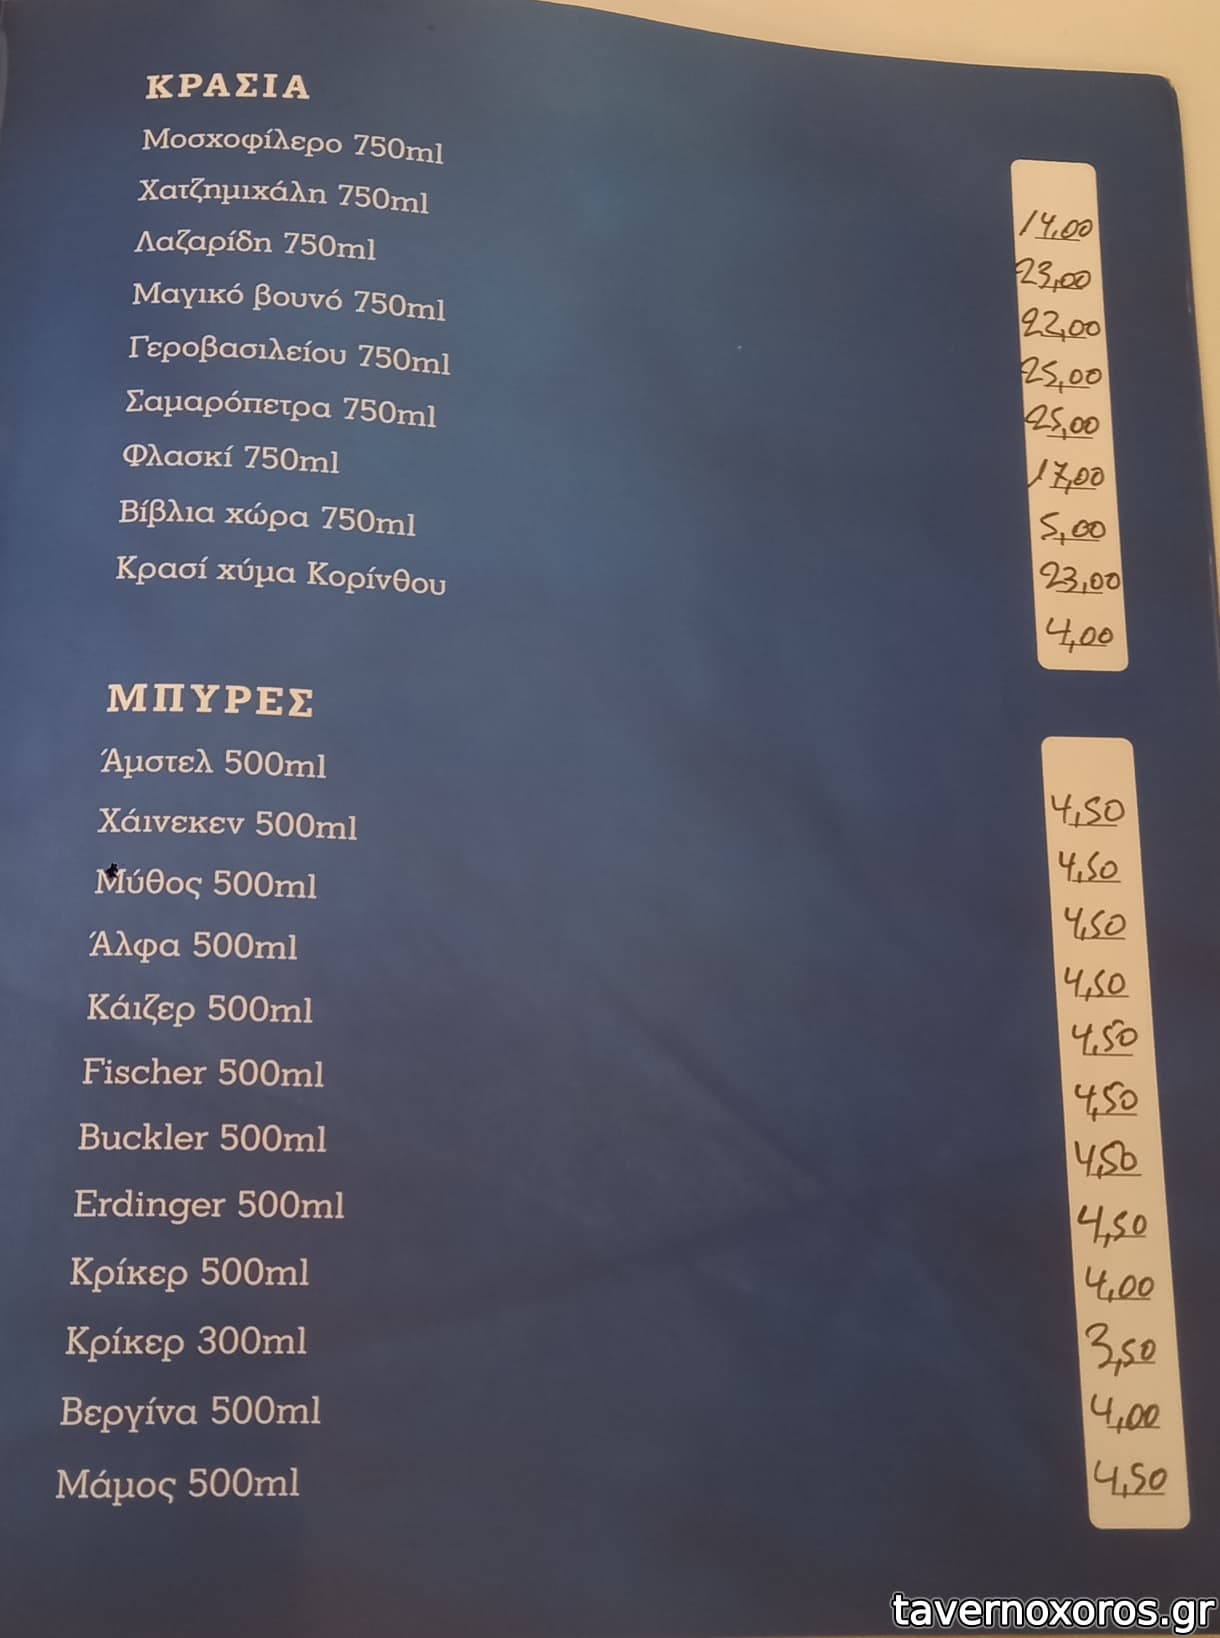 ΚΡΑΣΙΑ
Μοσχοφίλερο 750ml 14,00
Χατζημιχάλη 750ml 23,00
Λαζαρίδη 750ml 22,00
Μαγικό βουνό 750ml 25,00
Γεροβασιλείου 750ml 25,00
Σαμαρόπετρα 750ml 17,00
Φλασκί 750ml 5,00
Βίβλια χώρα 750ml 23,00
Κρασί χύμα Κορίνθου 4,00
ΜΠΥΡΕΣ
Άμστελ 500ml 4,50
Χάινεκεν 500ml 4,50
Μύθος 500ml 4,50
Άλφα 500ml 4,50
Κάιζερ 500ml 4,50
Fischer 500ml 4,50
Buckler 500ml 4,50
Erdinger 500ml 4,50
Κρίκερ 500ml 4,00
Κρίκερ 300ml 3,50
Βεργίνα 500ml 4,00
Μάμος 500ml 4,50
tavernoxoros.gr